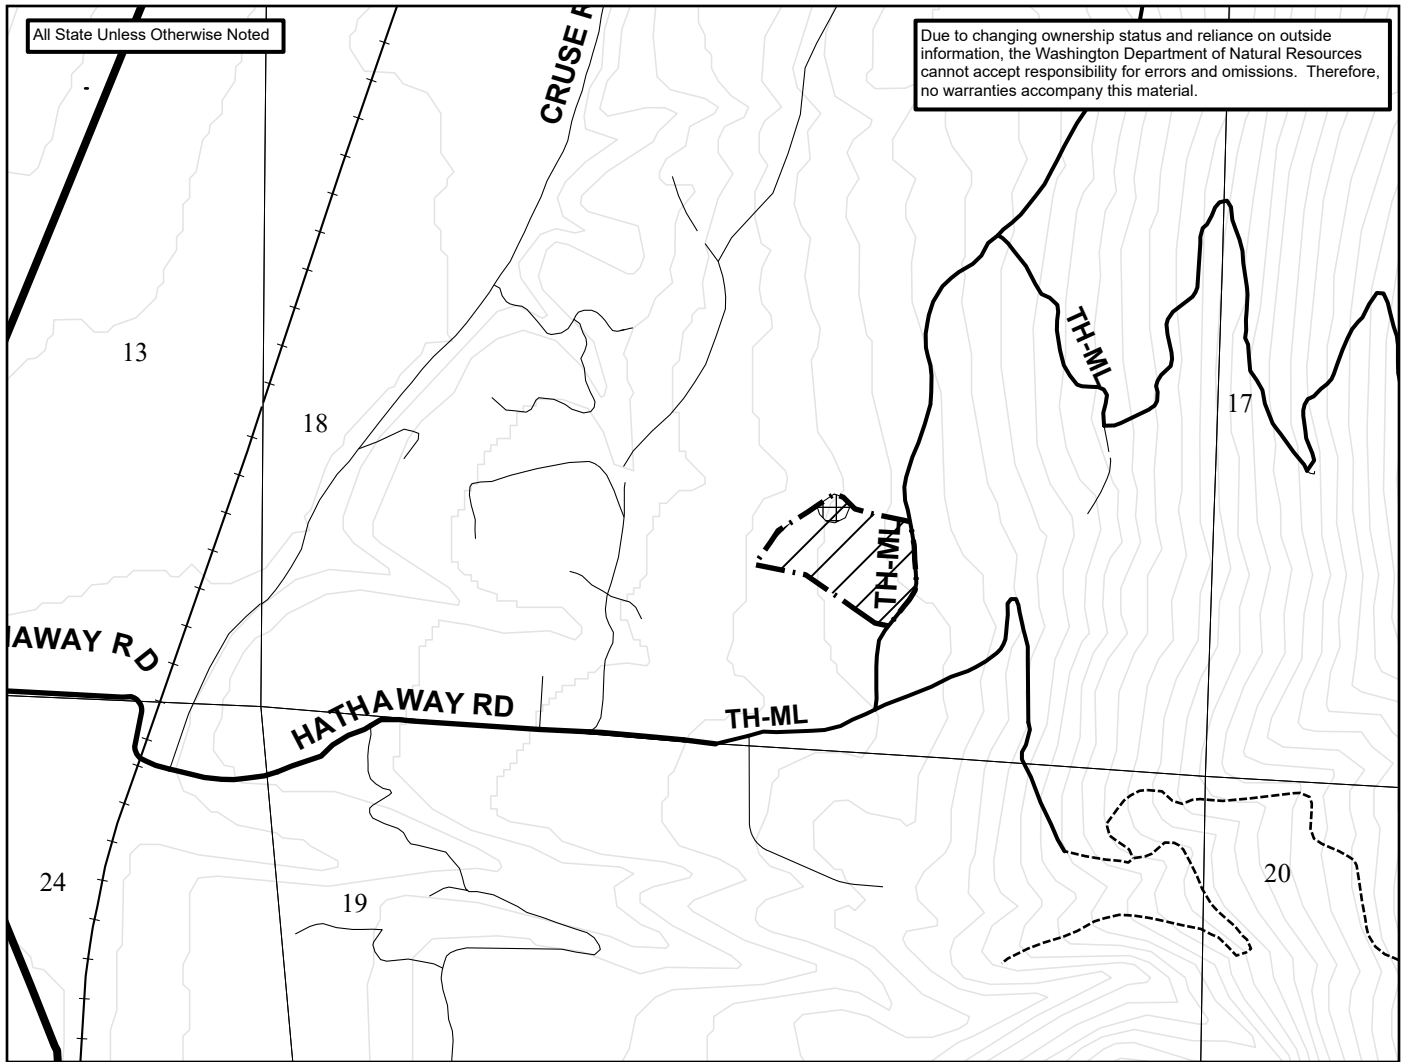 All State Unless Otherwise Noted
Due to changing ownership status and reliance on outside
information, the Washington Department of Natural Resources
cannot accept responsibility for errors and omissions. Therefore,
no warranties accompany this material.
CRUSE
TH-ML
13
17
18
TH-ML
HATHAWAY RD
TH-ML
AWAY RD
24
19
20